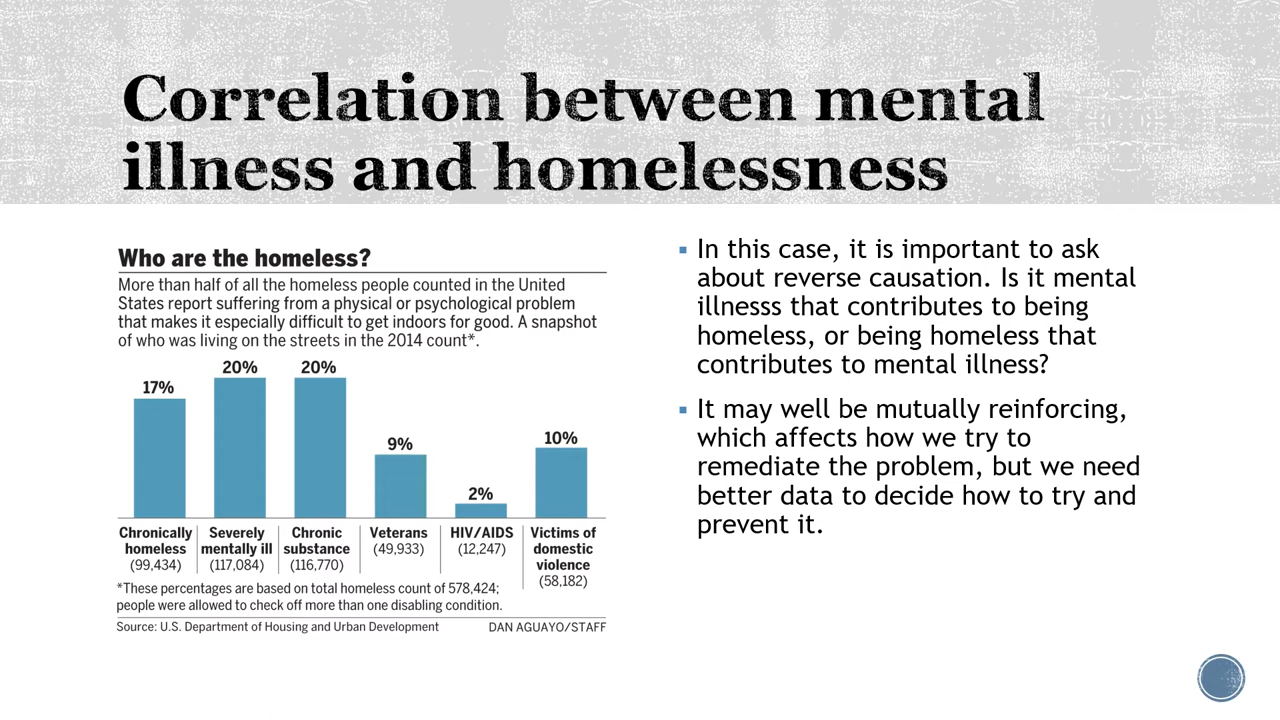 Correlation between mental
illness and homelessness
Who are the homeless?
More than half of all the homeless people counted in the United
States report suffering from a physical or psychological problem
that makes it especially difficult to get indoors for good. A snapshot
of who was living on the streets in the 2014 count*.
17%
20%
20%
9%
2%
10%
Chronically
homeless
(99,434)
Severely
mentally ill
(117,084)
Chronic
substance
(116,770)
Veterans
(49,933)
HIV/AIDS
(12,247)
Victims of
domestic
violence
(58,182)
*These percentages are based on total homeless count of 578,424;
people were allowed to check off more than one disabling condition.
Source: U.S. Department of Housing and Urban Development
DAN AGUAYO/STAFF
▪ In this case, it is important to ask
about reverse causation. Is it mental
illnesss that contributes to being
homeless, or being homeless that
contributes to mental illness?
▪ It may well be mutually reinforcing,
which affects how we try to
remediate the problem, but we need
better data to decide how to try and
prevent it.